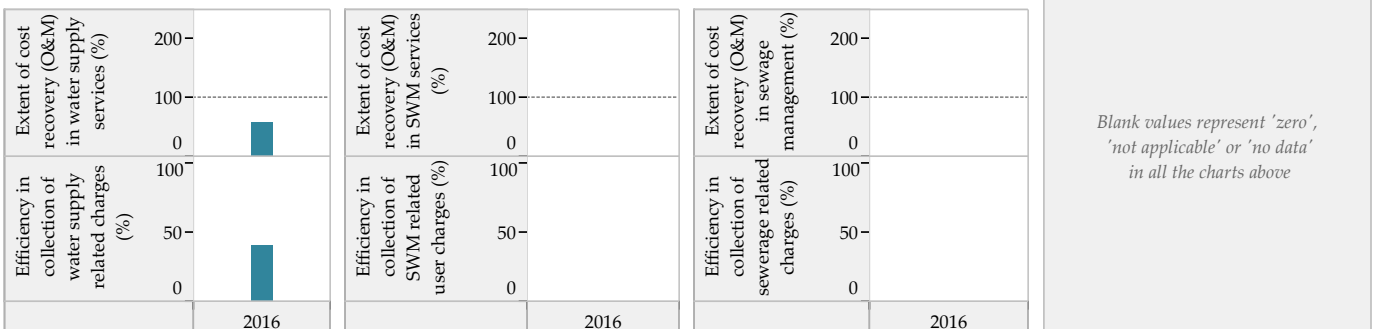 Extent of cost
recovery (O&M)
in water supply
services (%)
200
100
0
Efficiency in
collection of
water supply
related charges
(%)
100
50
0
2016
Extent of cost
recovery (O&M)
in SWM services
(%)
200
100
0
Efficiency in
collection of
SWM related
user charges (%)
100
50
0
2016
Extent of cost
recovery (O&M)
in sewage
management (%)
200
100
0
Efficiency in
collection of
sewerage related
charges (%)
100
50
0
2016
Blank values represent 'zero',
'not applicable' or 'no data'
in all the charts above